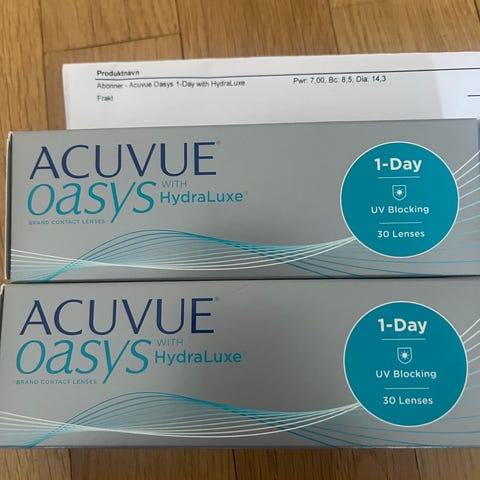 Produktnavn
Abonner - Acuvue Oasys 1-Day with HydraLuxe Pwr: 7,00, Bc: 8,5, Dia: 14,3
Frakt
ACUVUE®
oasys WITH HydraLuxe™
BRAND CONTACT LENSES
1-Day
UV Blocking
30 Lenses
ACUVUE®
oasys WITH HydraLuxe™
BRAND CONTACT LENSES
1-Day
UV Blocking
30 Lenses